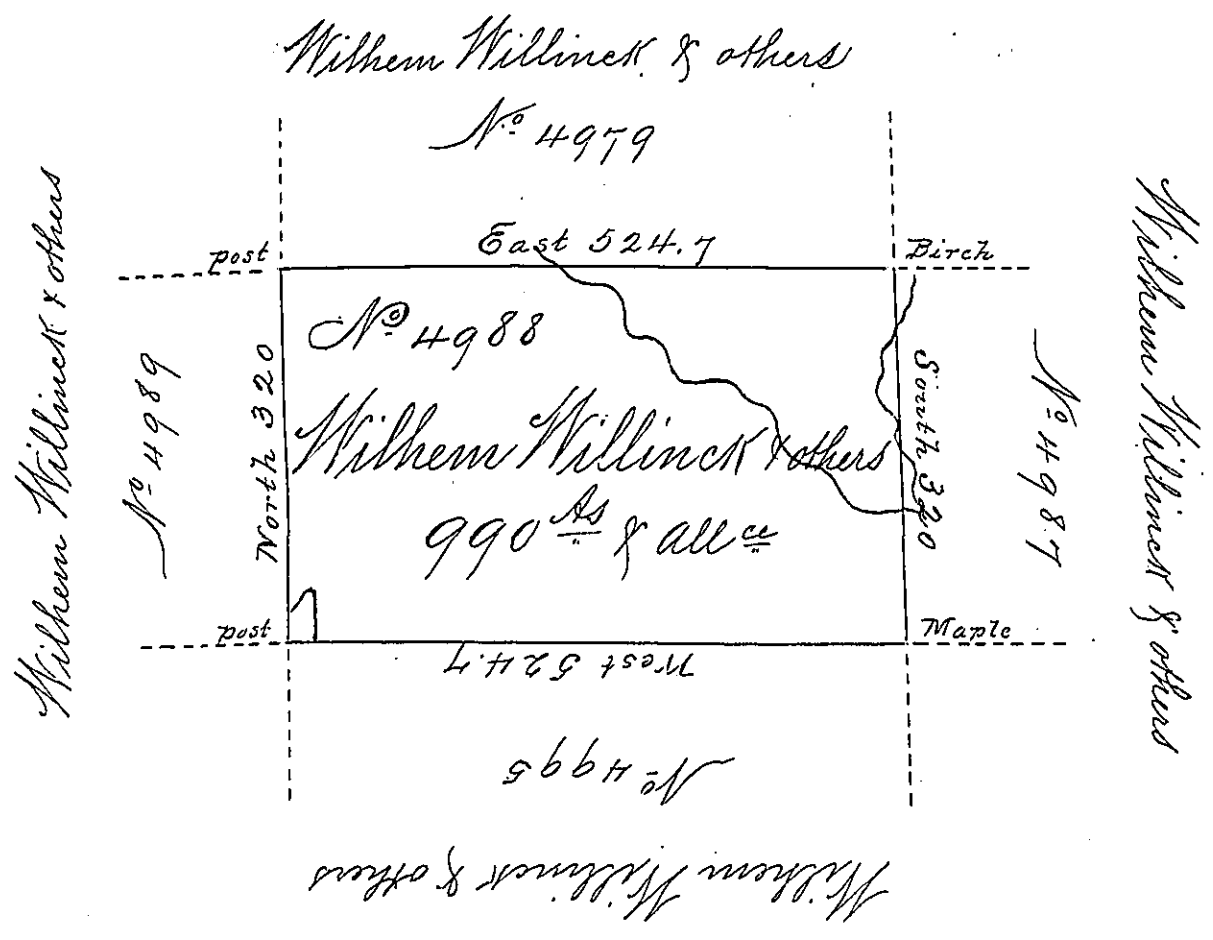 Wilhem Willinck & others
No 4979
East 524.7
post
Birch
No 4988
Wilhem Willinck & others
990 As & allce
North 320
South 320
No 4989
Wilhem Willinck & others
No 4987
Wilhem Willinck & others
post
Maple
West 524.7
No 4995
Wilhem Willinck & others